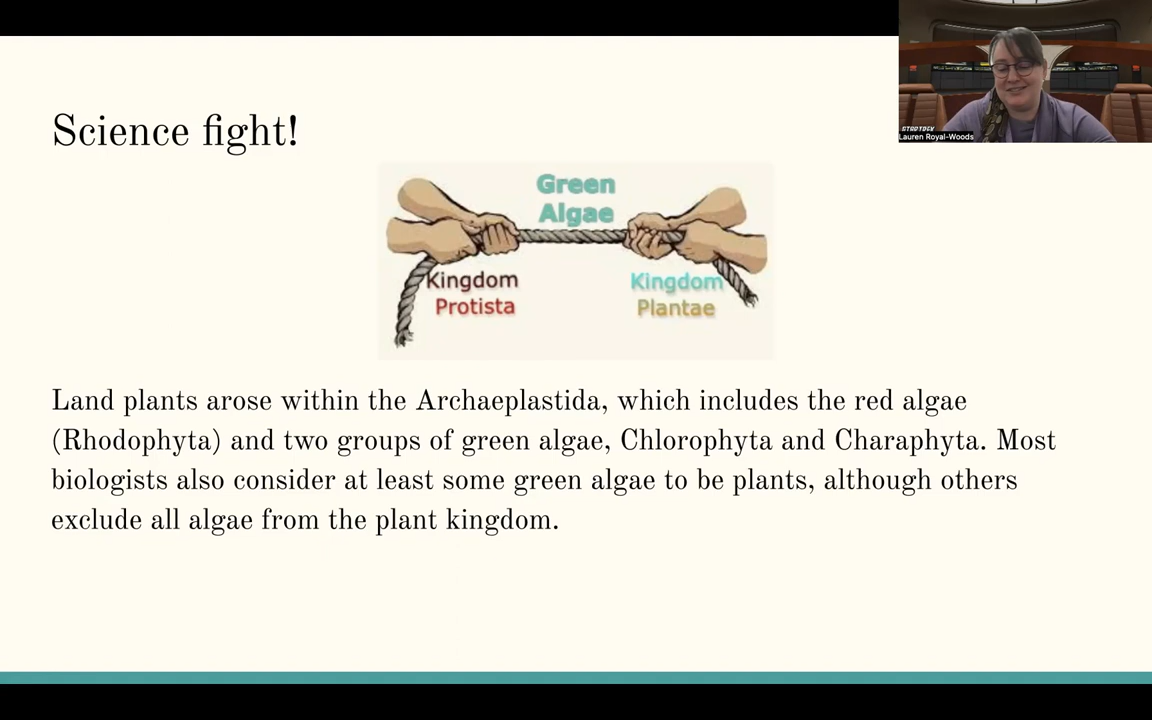 Science fight!
Green
Algae
Kingdom
Protista
Kingdom
Plantae
Land plants arose within the Archaeplastida, which includes the red algae
(Rhodophyta) and two groups of green algae, Chlorophyta and Charaphyta. Most
biologists also consider at least some green algae to be plants, although others
exclude all algae from the plant kingdom.
Lauren Royal-Woods